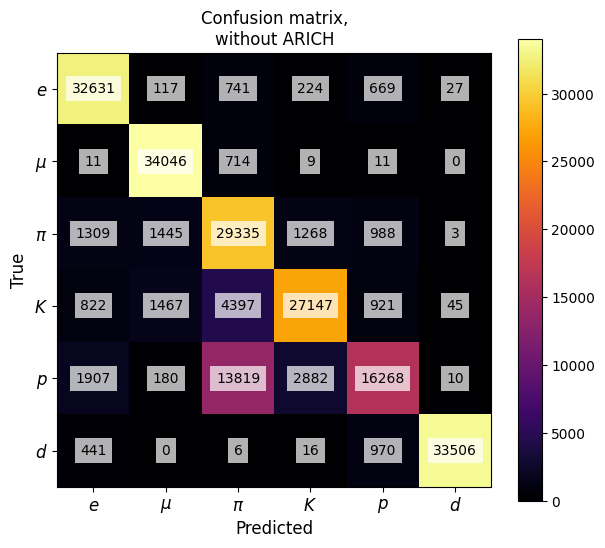 Confusion matrix,
without ARICH
True
e 32631 117 741 224 669 27
μ 11 34046 714 9 11 0
π 1309 1445 29335 1268 988 3
K 822 1467 4397 27147 921 45
p 1907 180 13819 2882 16268 10
d 441 0 6 16 970 33506
e μ π K p d
Predicted
30000
25000
20000
15000
10000
5000
0